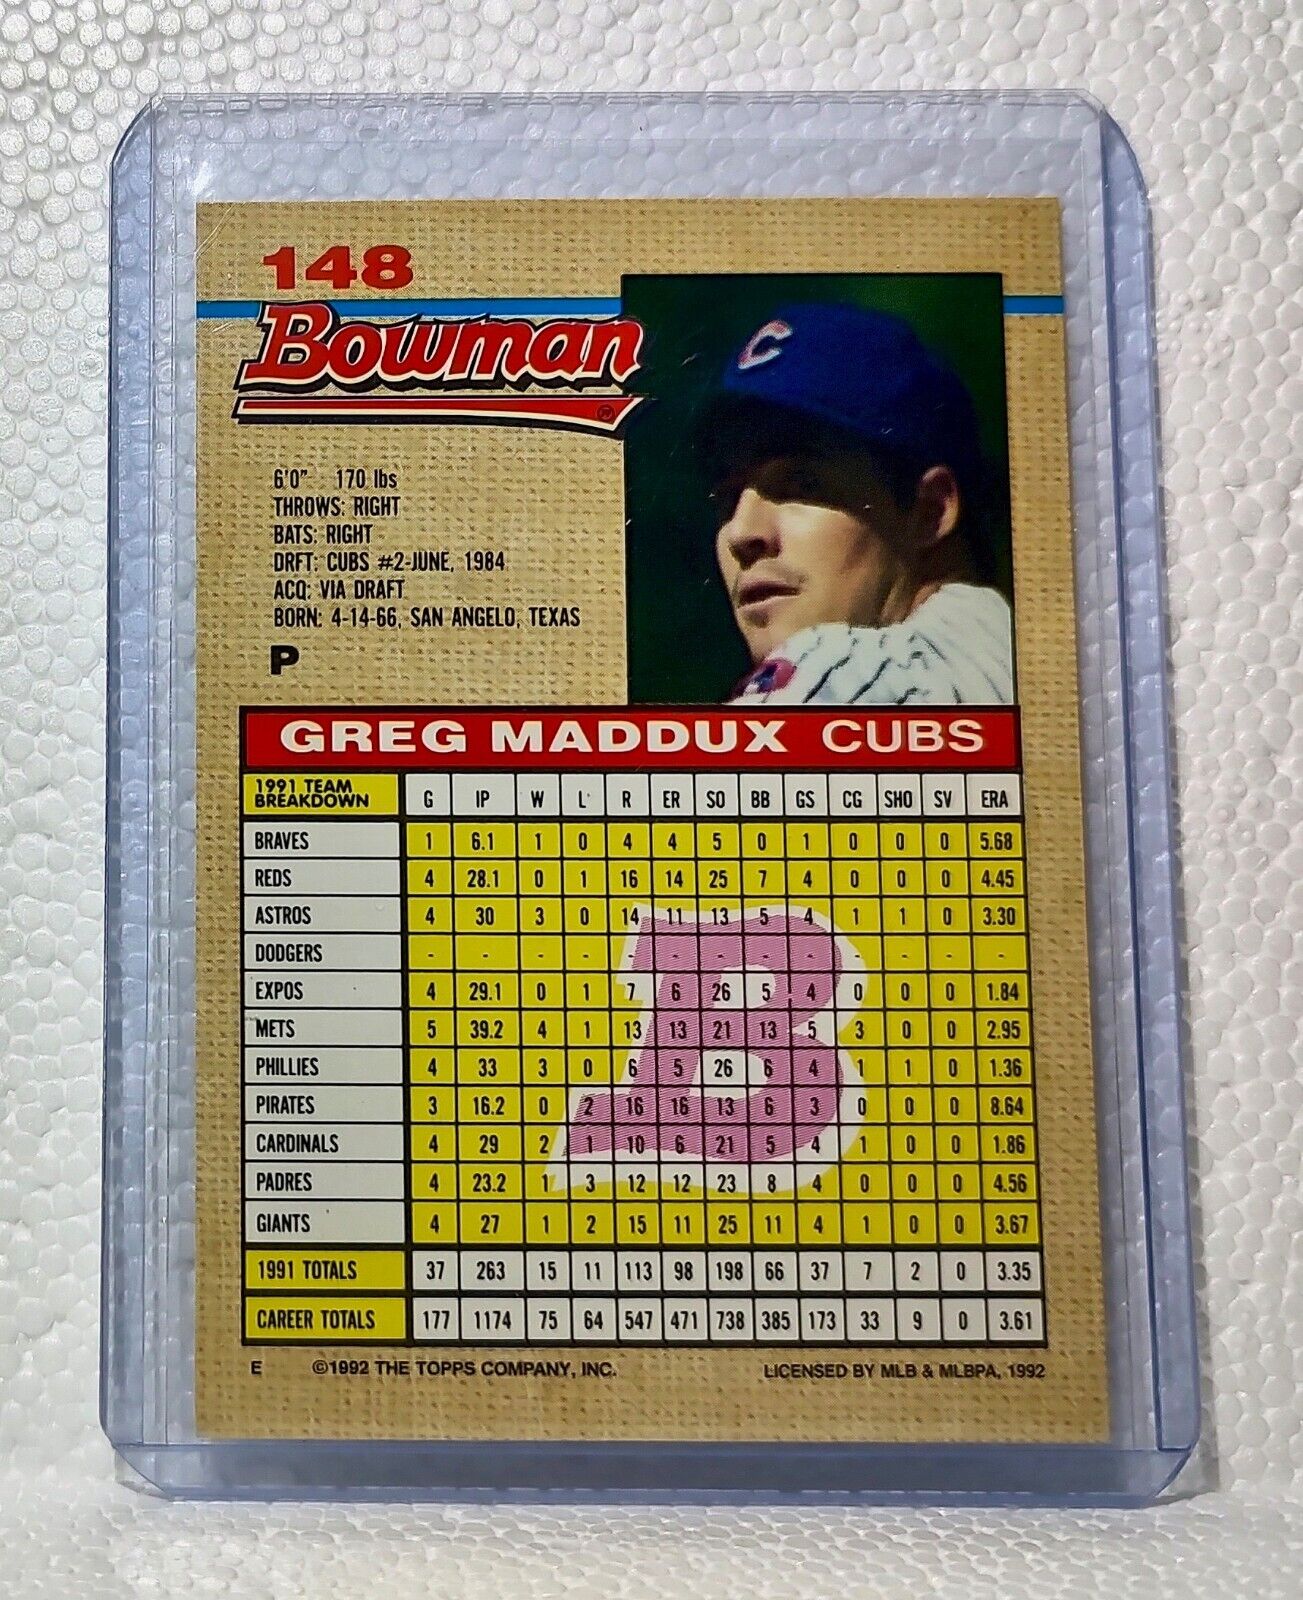 148
Bowman®
C
6'0" 170 lbs
THROWS: RIGHT
BATS: RIGHT
DRFT: CUBS #2-JUNE, 1984
ACQ: VIA DRAFT
BORN: 4-14-66, SAN ANGELO, TEXAS
P
GREG MADDUX CUBS
1991 TEAM BREAKDOWN G IP W L R ER SO BB GS CG SHO SV ERA
BRAVES 1 6.1 1 0 4 4 5 0 1 0 0 0 5.68
REDS 4 28.1 0 1 16 14 25 7 4 0 0 0 4.45
ASTROS 4 30 3 0 14 11 13 5 4 1 1 0 3.30
DODGERS - - - - - - - - - - - - -
EXPOS 4 29.1 0 1 7 6 26 5 4 0 0 0 1.84
METS 5 39.2 4 1 13 13 21 13 5 3 0 0 2.95
PHILLIES 4 33 3 0 6 5 26 6 4 1 1 0 1.36
PIRATES 3 16.2 0 2 16 16 13 6 3 0 0 0 8.64
CARDINALS 4 29 2 1 10 6 21 5 4 1 0 0 1.86
PADRES 4 23.2 1 3 12 12 23 8 4 0 0 0 4.56
GIANTS 4 27 1 2 15 11 25 11 4 1 0 0 3.67
1991 TOTALS 37 263 15 11 113 98 198 66 37 7 2 0 3.35
CAREER TOTALS 177 1174 75 64 547 471 738 385 173 33 9 0 3.61
B
E ©1992 THE TOPPS COMPANY, INC. LICENSED BY MLB & MLBPA, 1992